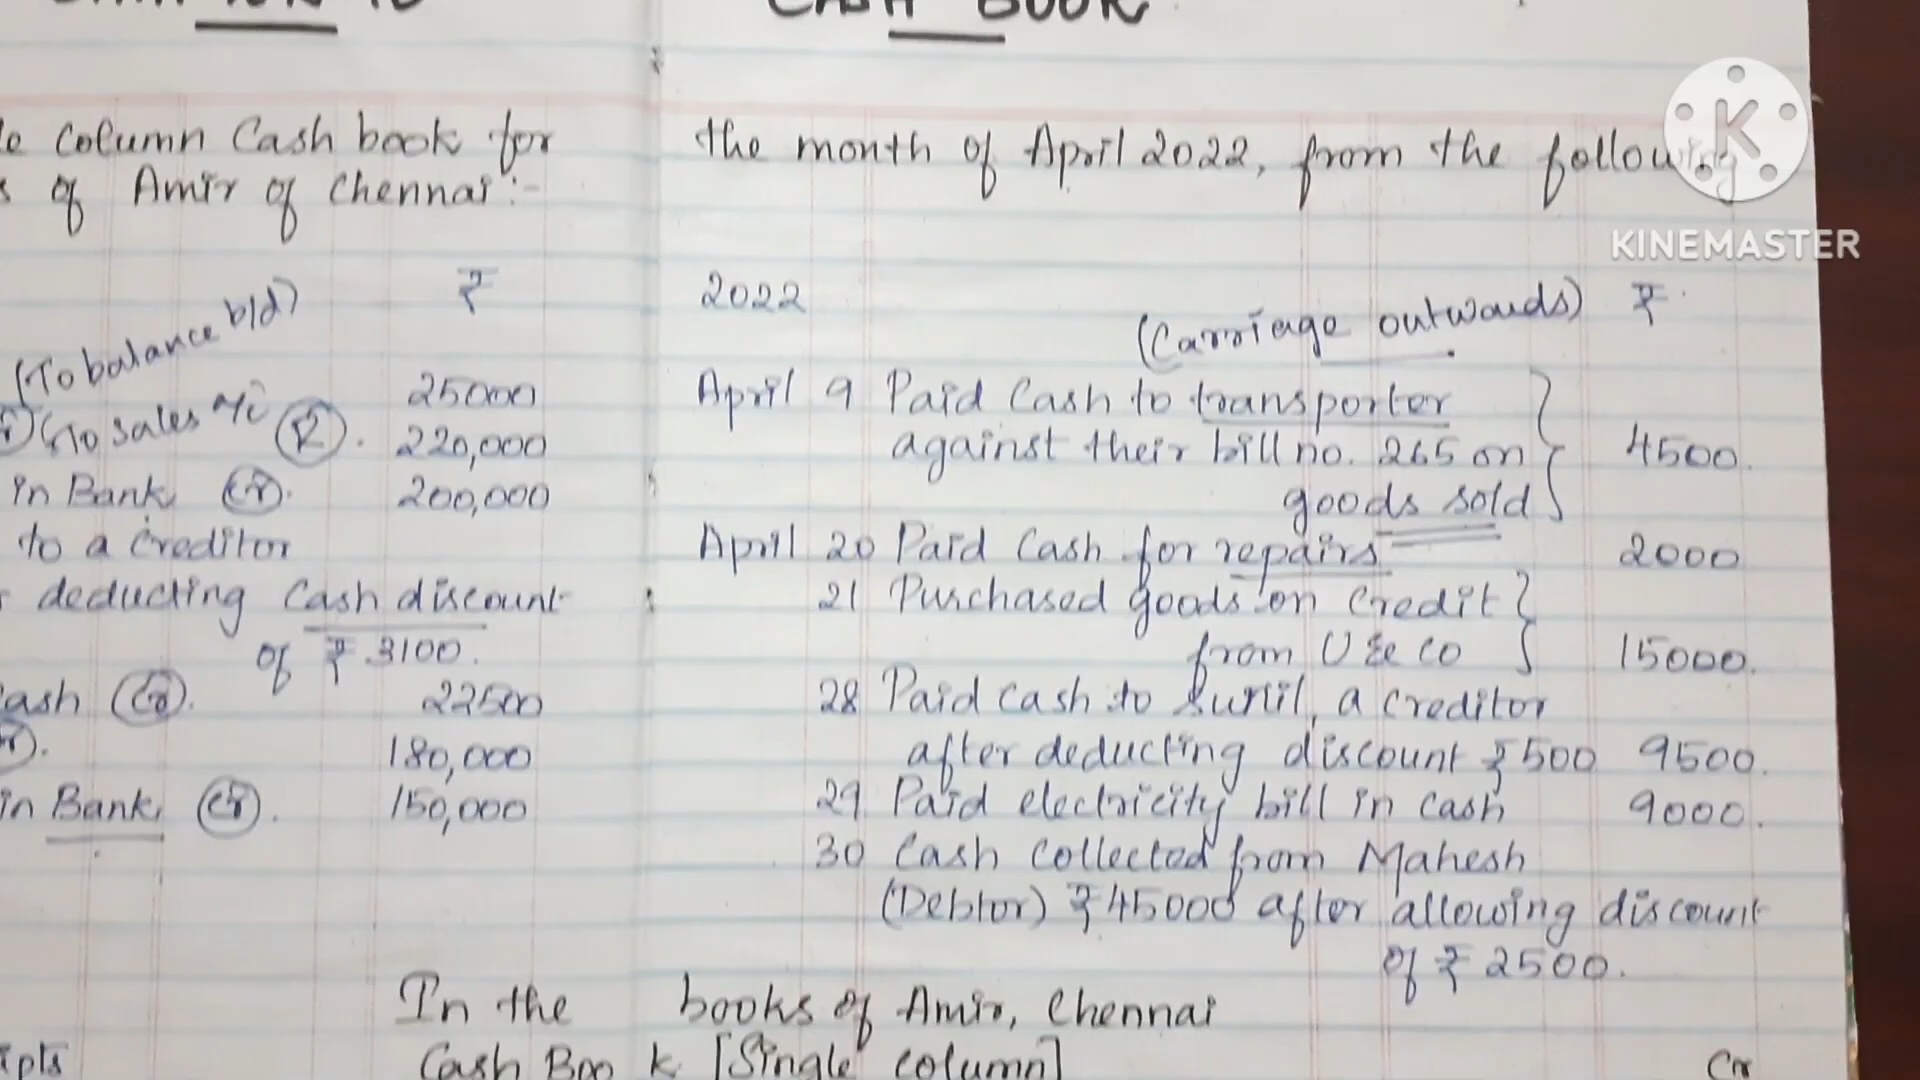 CASH BOOK
e Column Cash book for the month of April 2022, from the following
s of Amir of Chennai:-
₹ 2022 (Carriage outwards) ₹
(To balance b/d) 25000
(To sales A/c (R). 220,000
in Bank (Cr). 200,000
to a Creditor
deducting Cash discount
of ₹ 3100.
ash (Cr). 22500
180,000
in Bank (Cr). 150,000
April 9 Paid Cash to transporter
against their bill no. 265 on 4500.
goods sold
April 20 Paid Cash for repairs 2000
21 Purchased goods on Credit
from U & CO 15000.
28 Paid Cash to Sunil, a Creditor
after deducting discount ₹500 9500.
29 Paid electricity bill in cash 9000.
30 Cash collected from Mahesh
(Debtor) ₹45000 after allowing discount
of ₹2500.
In the books of Amir, Chennai
ipts Cash Book [Single column] Cr
K
KINEMASTER